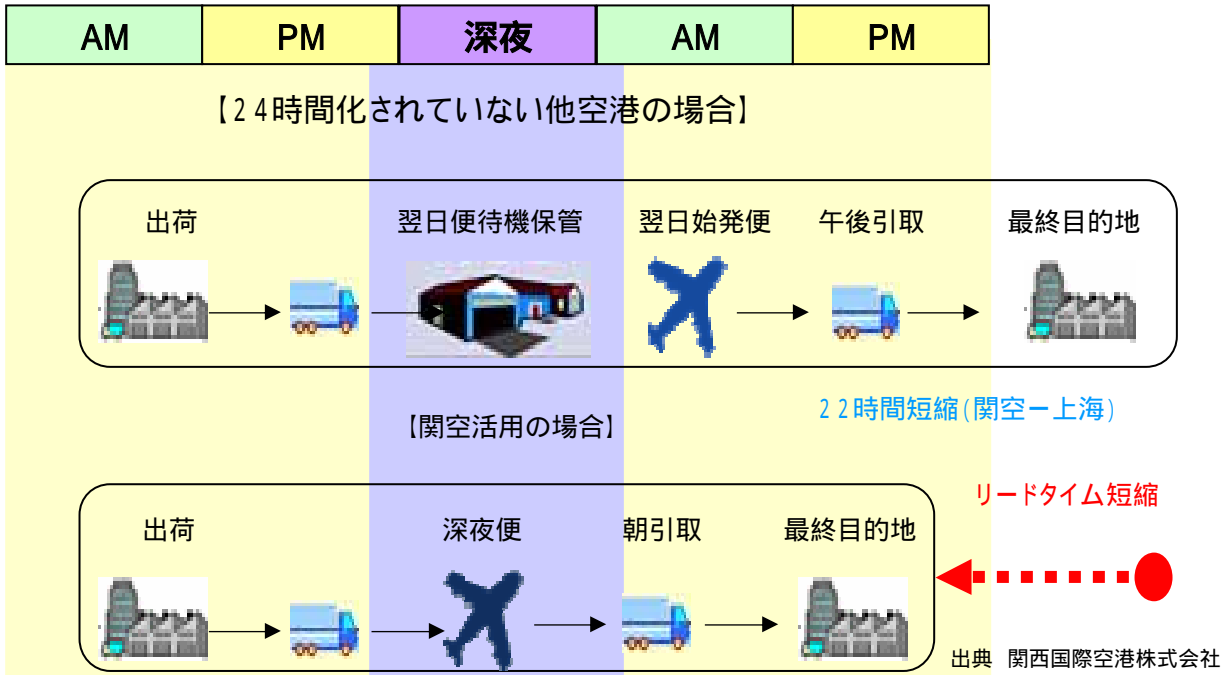 AM PM 深夜 AM PM
【24時間化されていない他空港の場合】
出荷 翌日便待機保管 翌日始発便 午後引取 最終目的地
22時間短縮(関空ー上海)
【関空活用の場合】
リードタイム短縮
出荷 深夜便 朝引取 最終目的地
出典 関西国際空港株式会社